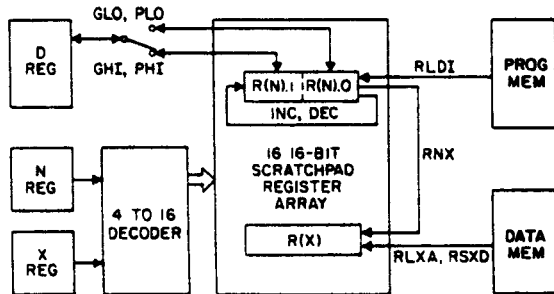 GLO, PLO
D
REG
GHI, PHI
R(N).1
R(N).0
RLDI
PROG
MEM
INC, DEC
16 16-BIT
SCRATCHPAD
REGISTER
ARRAY
RNX
N
REG
4 TO 16
DECODER
X
REG
R(X)
RLXA, RSXD
DATA
MEM